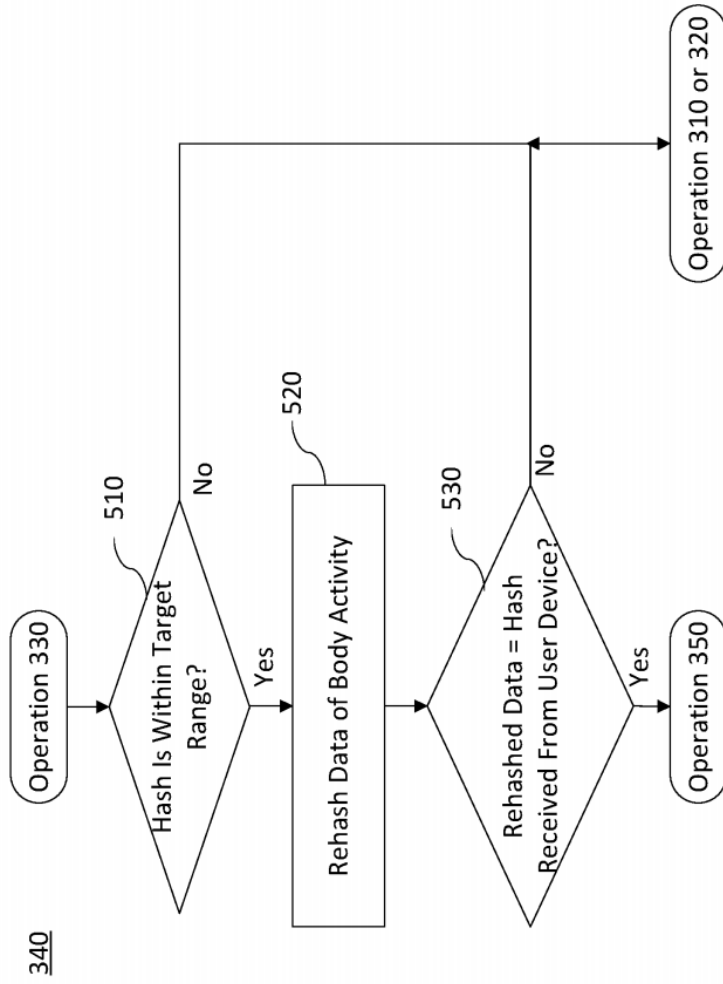 340
Operation 330
510
Hash Is Within Target
Range?
No
Yes
520
Rehash Data of Body Activity
530
Rehashed Data = Hash
Received From User Device?
No
Yes
Operation 350
Operation 310 or 320